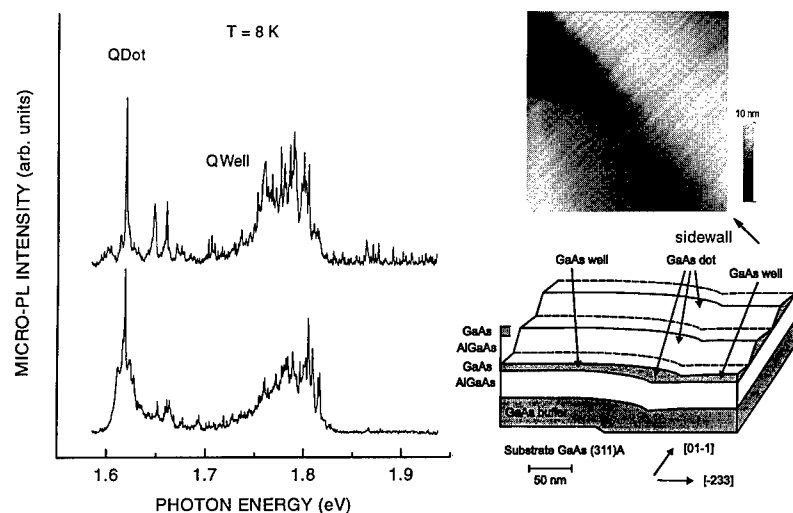 T = 8 K
QDot
QWell
MICRO-PL INTENSITY (arb. units)
1.6
1.7
1.8
1.9
PHOTON ENERGY (eV)
10 nm
sidewall
GaAs well
GaAs dot
GaAs well
GaAs
AlGaAs
GaAs
AlGaAs
GaAs buffer
Substrate GaAs (311)A
50 nm
[01-1]
[-233]